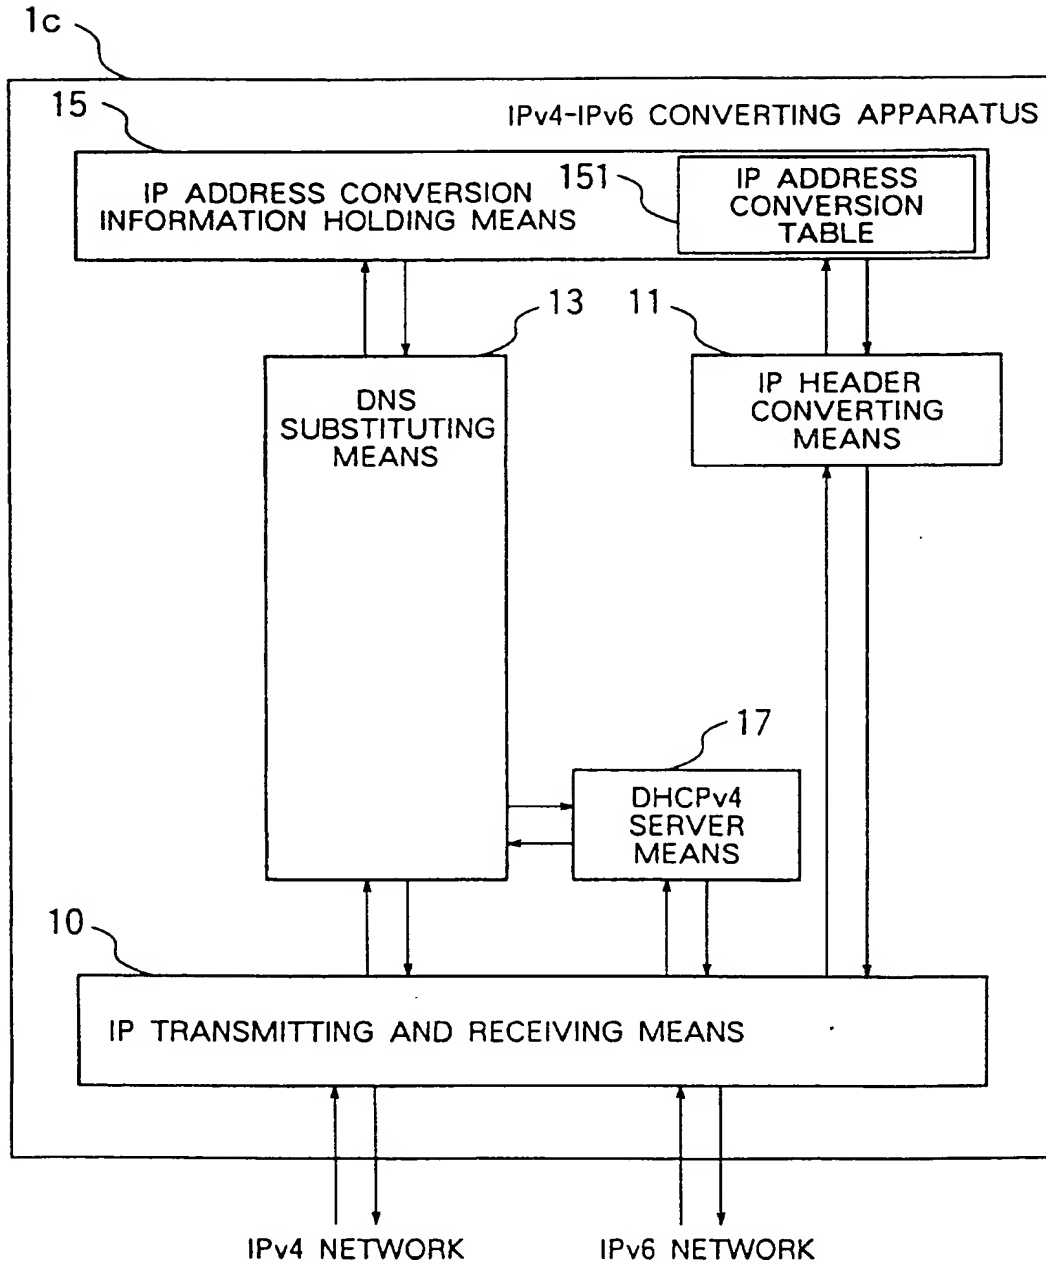 1c
15
IPv4-IPv6 CONVERTING APPARATUS
IP ADDRESS CONVERSION
INFORMATION HOLDING MEANS
151
IP ADDRESS
CONVERSION
TABLE
13
11
DNS
SUBSTITUTING
MEANS
IP HEADER
CONVERTING
MEANS
17
DHCPv4
SERVER
MEANS
10
IP TRANSMITTING AND RECEIVING MEANS
IPv4 NETWORK
IPv6 NETWORK